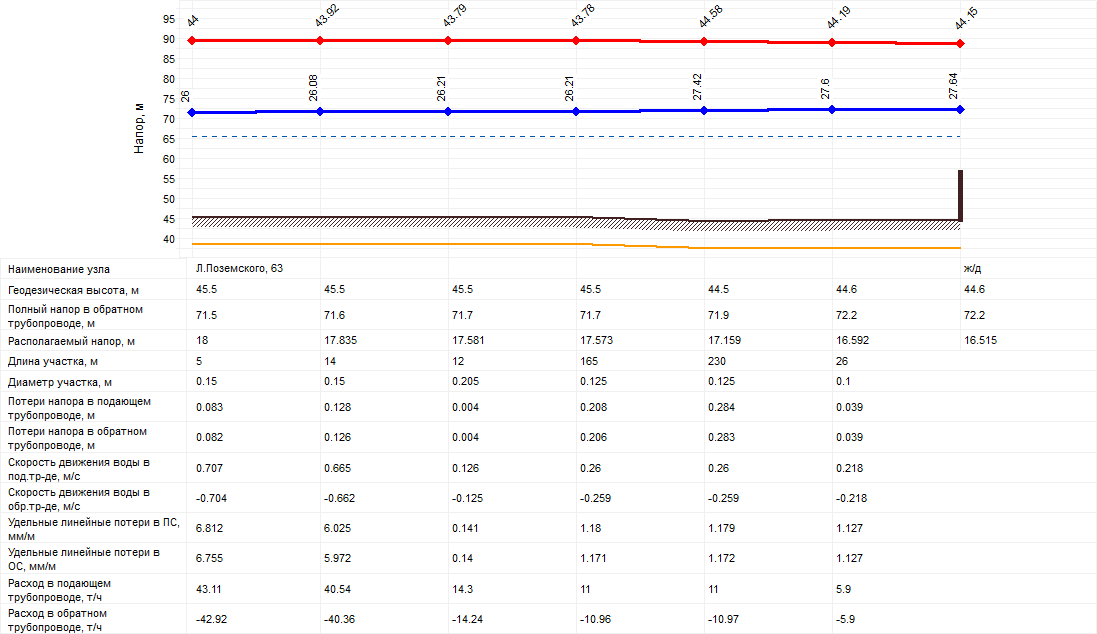 44 43.92 43.79 43.78 44.58 44.19 44.15
26 26.08 26.21 26.21 27.42 27.6 27.64
Напор, м
95
90
85
80
75
70
65
60
55
50
45
40
Наименование узла Л.Поземского, 63 ж/д
Геодезическая высота, м 45.5 45.5 45.5 45.5 44.5 44.6 44.6
Полный напор в обратном
трубопроводе, м 71.5 71.6 71.7 71.7 71.9 72.2 72.2
Располагаемый напор, м 18 17.835 17.581 17.573 17.159 16.592 16.515
Длина участка, м 5 14 12 165 230 26
Диаметр участка, м 0.15 0.15 0.205 0.125 0.125 0.1
Потери напора в подающем
трубопроводе, м 0.083 0.128 0.004 0.208 0.284 0.039
Потери напора в обратном
трубопроводе, м 0.082 0.126 0.004 0.206 0.283 0.039
Скорость движения воды в
под.тр-де, м/с 0.707 0.665 0.126 0.26 0.26 0.218
Скорость движения воды в
обр.тр-де, м/с -0.704 -0.662 -0.125 -0.259 -0.259 -0.218
Удельные линейные потери в ПС,
мм/м 6.812 6.025 0.141 1.18 1.179 1.127
Удельные линейные потери в
ОС, мм/м 6.755 5.972 0.14 1.171 1.172 1.127
Расход в подающем
трубопроводе, т/ч 43.11 40.54 14.3 11 11 5.9
Расход в обратном
трубопроводе, т/ч -42.92 -40.36 -14.24 -10.96 -10.97 -5.9